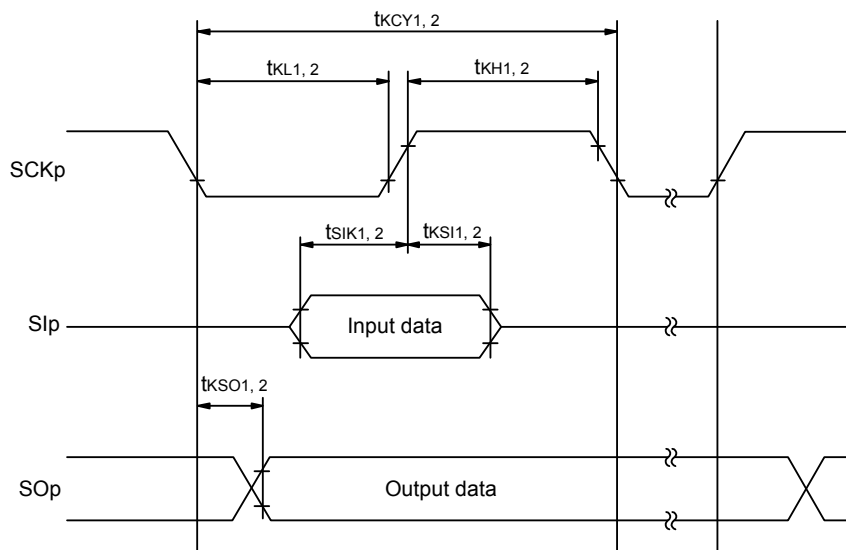 tKCY1, 2
tKL1, 2
tKH1, 2
SCKp
tSIK1, 2
tKSI1, 2
SIp
Input data
tKSO1, 2
SOp
Output data